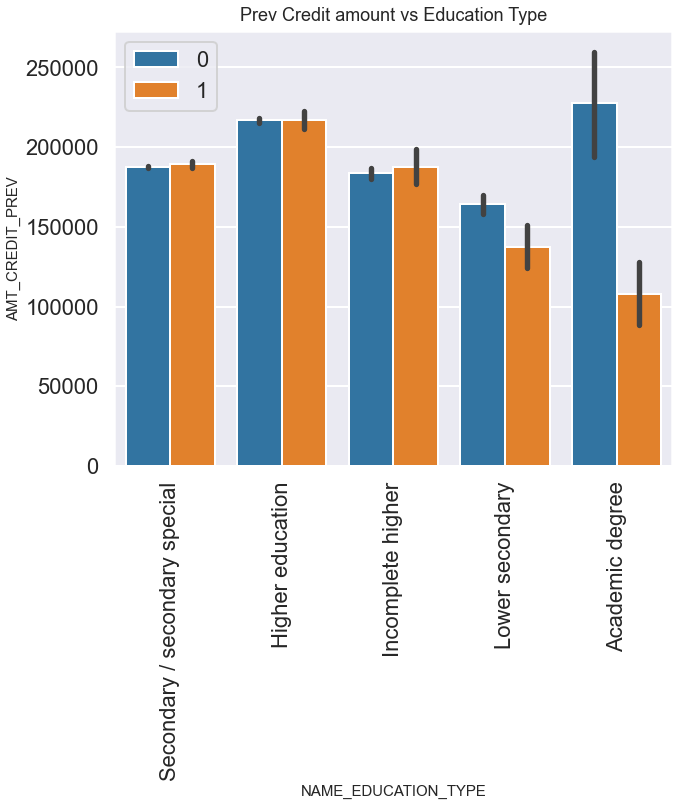 Prev Credit amount vs Education Type
0
1
AMT_CREDIT_PREV
250000
200000
150000
100000
50000
0
Secondary / secondary special
Higher education
Incomplete higher
Lower secondary
Academic degree
NAME_EDUCATION_TYPE